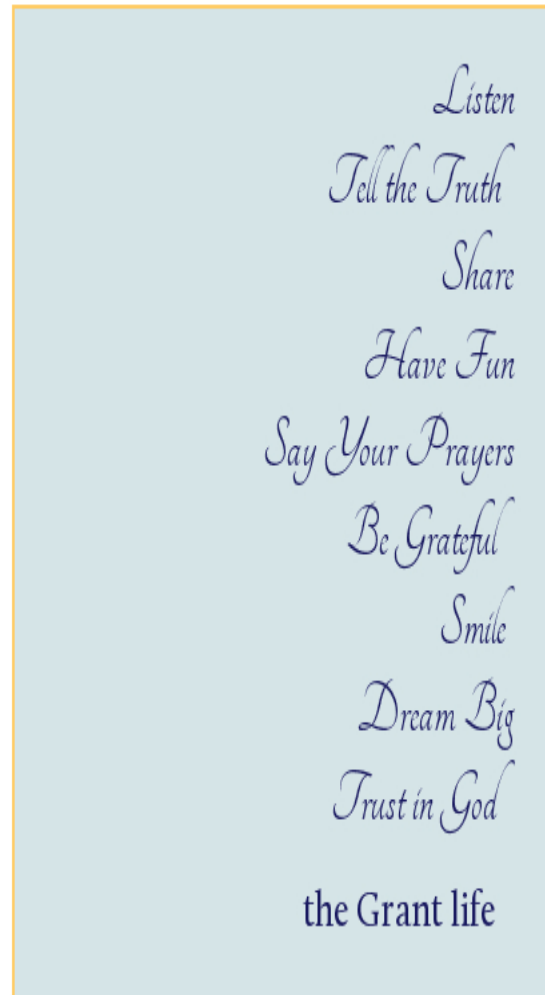 Listen
Tell the Truth
Share
Have Fun
Say Your Prayers
Be Grateful
Smile
Dream Big
Trust in God
the Grant life